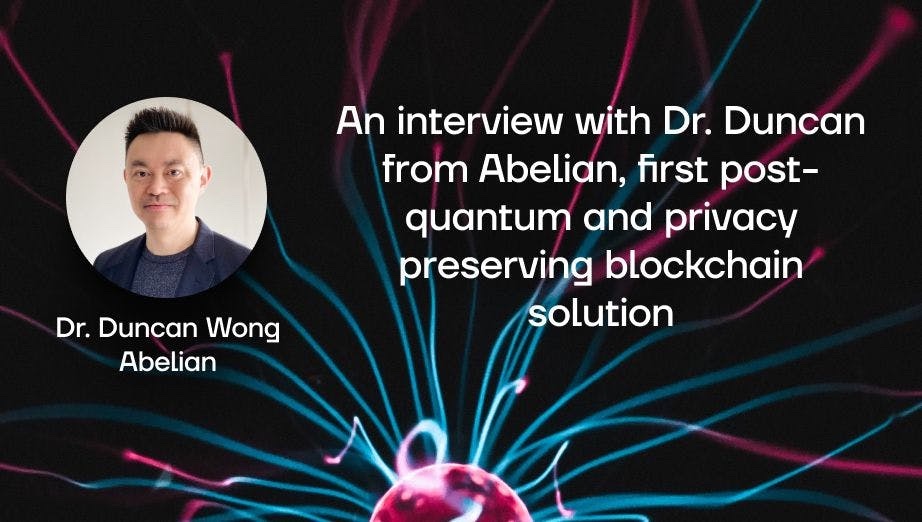 An interview with Dr. Duncan
from Abelian, first post-
quantum and privacy
preserving blockchain
solution
Dr. Duncan Wong
Abelian